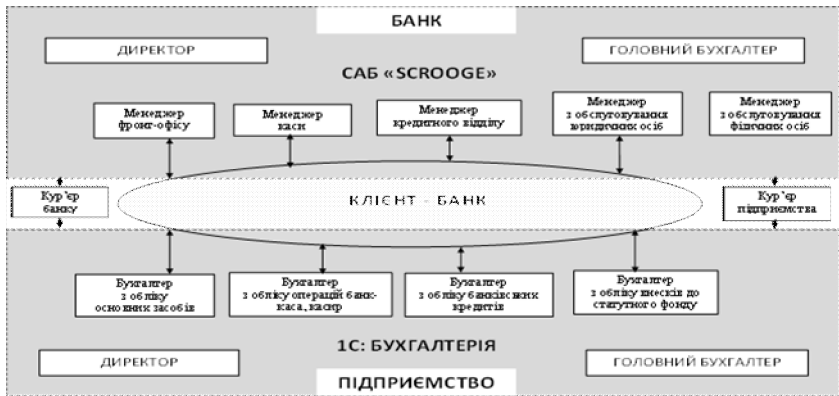 БАНК
ДИРЕКТОР
ГОЛОВНИЙ БУХГАЛТЕР
САБ «SCROOGE»
Менеджер
фронт-офісу
Менеджер
каси
Менеджер
кредитного відділу
Менеджер
з обслуговування
юридичних осіб
Менеджер
з обслуговування
фізичних осіб
Кур'єр
банку
КЛІЄНТ - БАНК
Кур'єр
підприємства
Бухгалтер
з обліку
основних засобів
Бухгалтер
з обліку операцій банк-
каса, касир
Бухгалтер
з обліку банківських
кредитів
Бухгалтер
з обліку внесків до
статутного фонду
1С: БУХГАЛТЕРІЯ
ДИРЕКТОР
ГОЛОВНИЙ БУХГАЛТЕР
ПІДПРИЄМСТВО